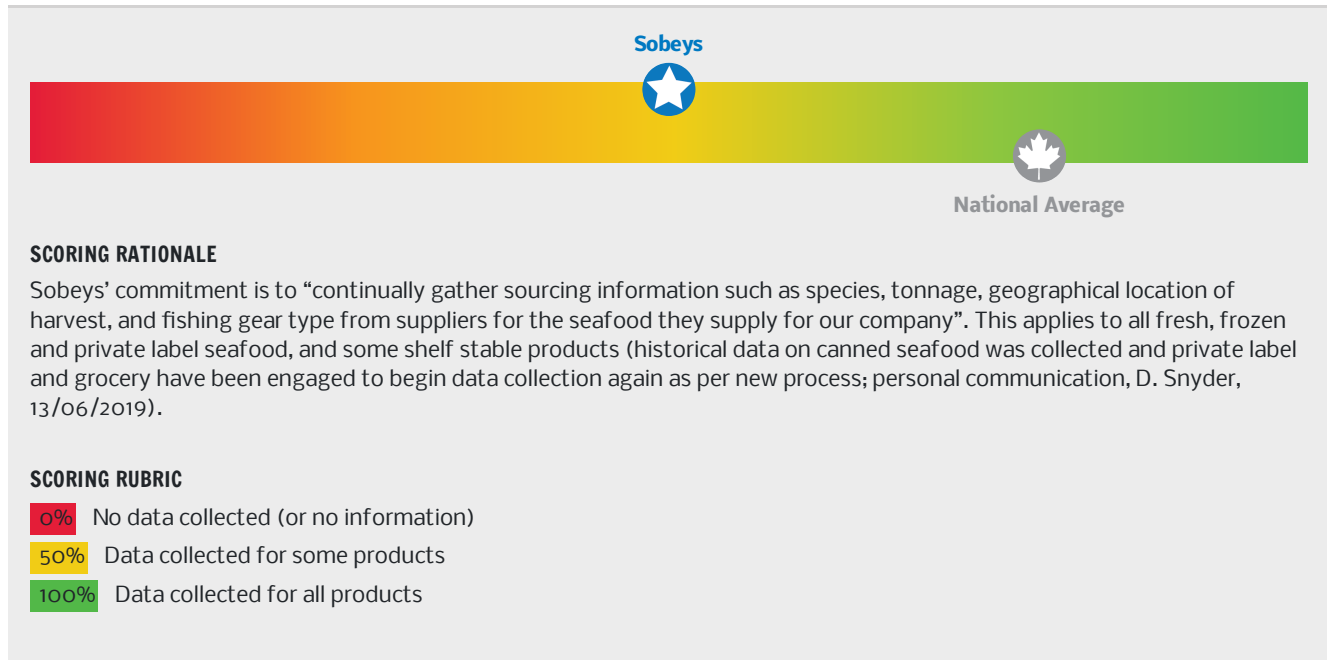 Sobeys
National Average
SCORING RATIONALE
Sobeys’ commitment is to “continually gather sourcing information such as species, tonnage, geographical location of
harvest, and fishing gear type from suppliers for the seafood they supply for our company”. This applies to all fresh, frozen
and private label seafood, and some shelf stable products (historical data on canned seafood was collected and private label
and grocery have been engaged to begin data collection again as per new process; personal communication, D. Snyder,
13/06/2019).
SCORING RUBRIC
0% No data collected (or no information)
50% Data collected for some products
100% Data collected for all products